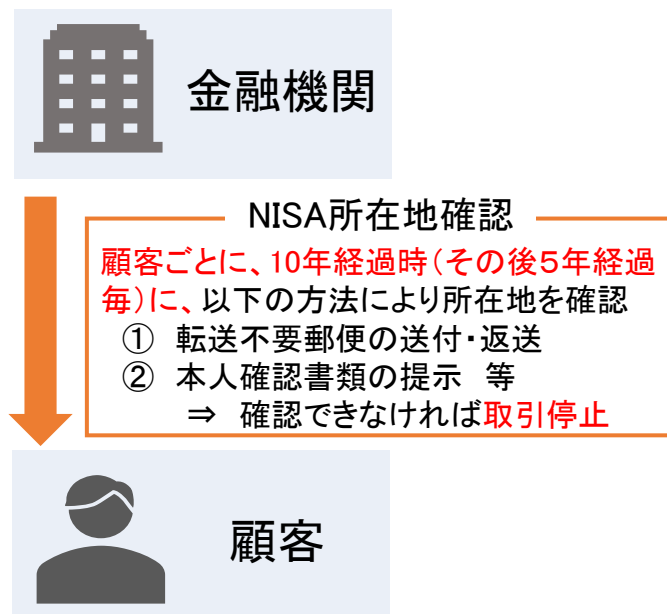 金融機関
NISA所在地確認
顧客ごとに、10年経過時（その後５年経過
毎）に、以下の方法により所在地を確認
① 転送不要郵便の送付・返送
② 本人確認書類の提示　等
⇒ 確認できなければ取引停止
顧客